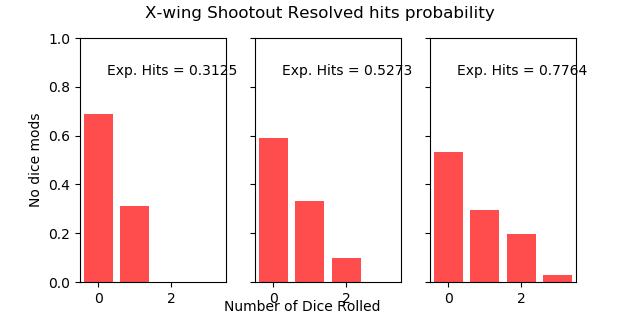 X-wing Shootout Resolved hits probability
1.0
0.8
0.6
0.4
0.2
0.0
No dice mods
Exp. Hits = 0.3125
Exp. Hits = 0.5273
Exp. Hits = 0.7764
0 2
0 2
0 2
Number of Dice Rolled